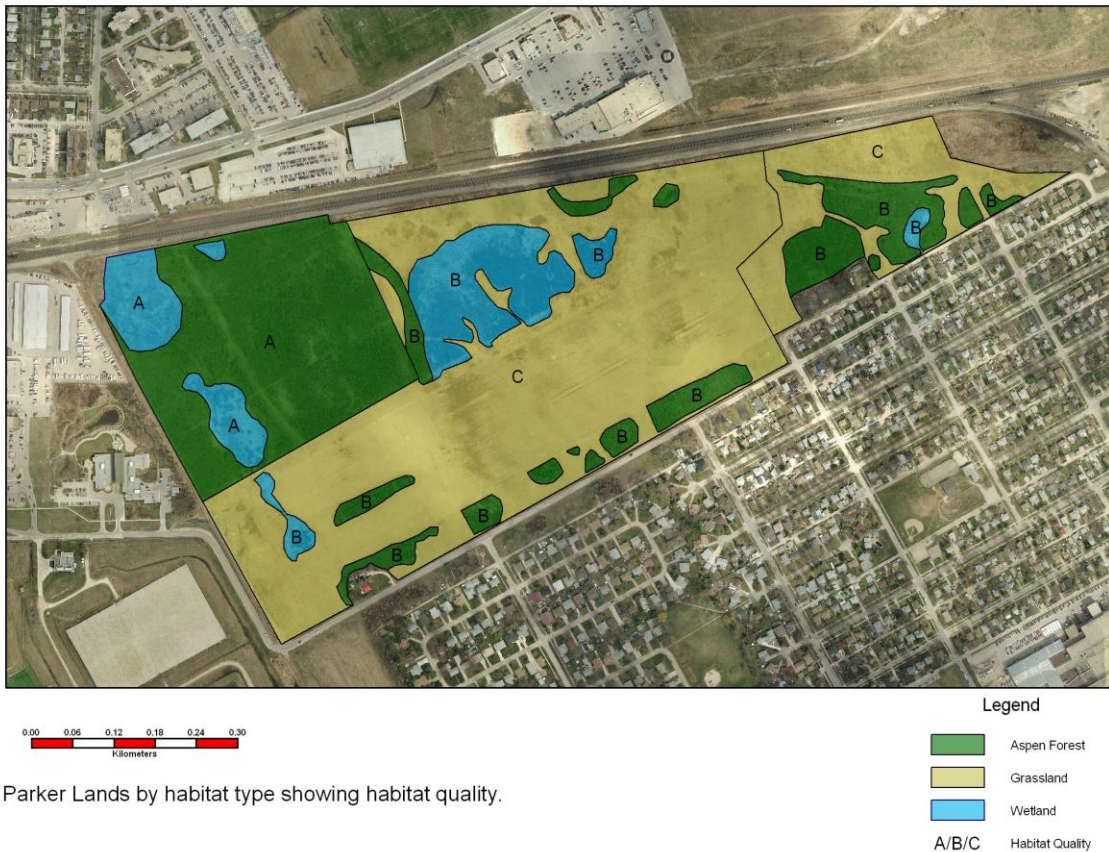 C
B
B
B
B
A
B
A
B
C
A
B
B
B
B
B
B
Legend
0.00 0.06 0.12 0.18 0.24 0.30
Kilometers
Aspen Forest
Grassland
Parker Lands by habitat type showing habitat quality.
Wetland
A/B/C Habitat Quality